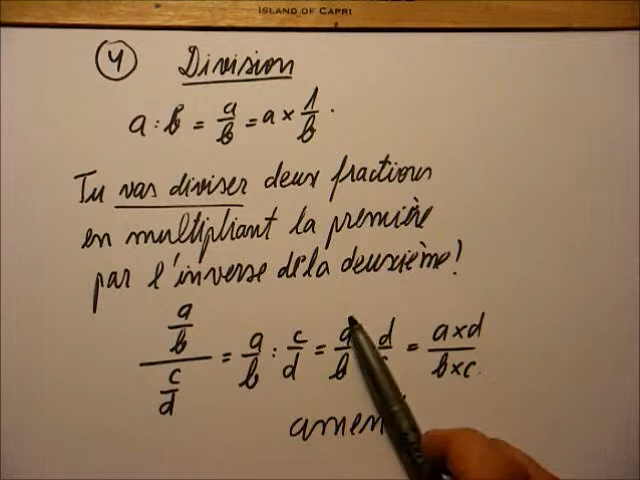 ISLAND OF CAPRI
4 Division
a : b = a/b = a × 1/b.
Tu vas diviser deux fractions
en multipliant la première
par l'inverse de la deuxième !
(a/b)/(c/d) = a/b : c/d = a/b d = (a×d)/(b×c).
amen